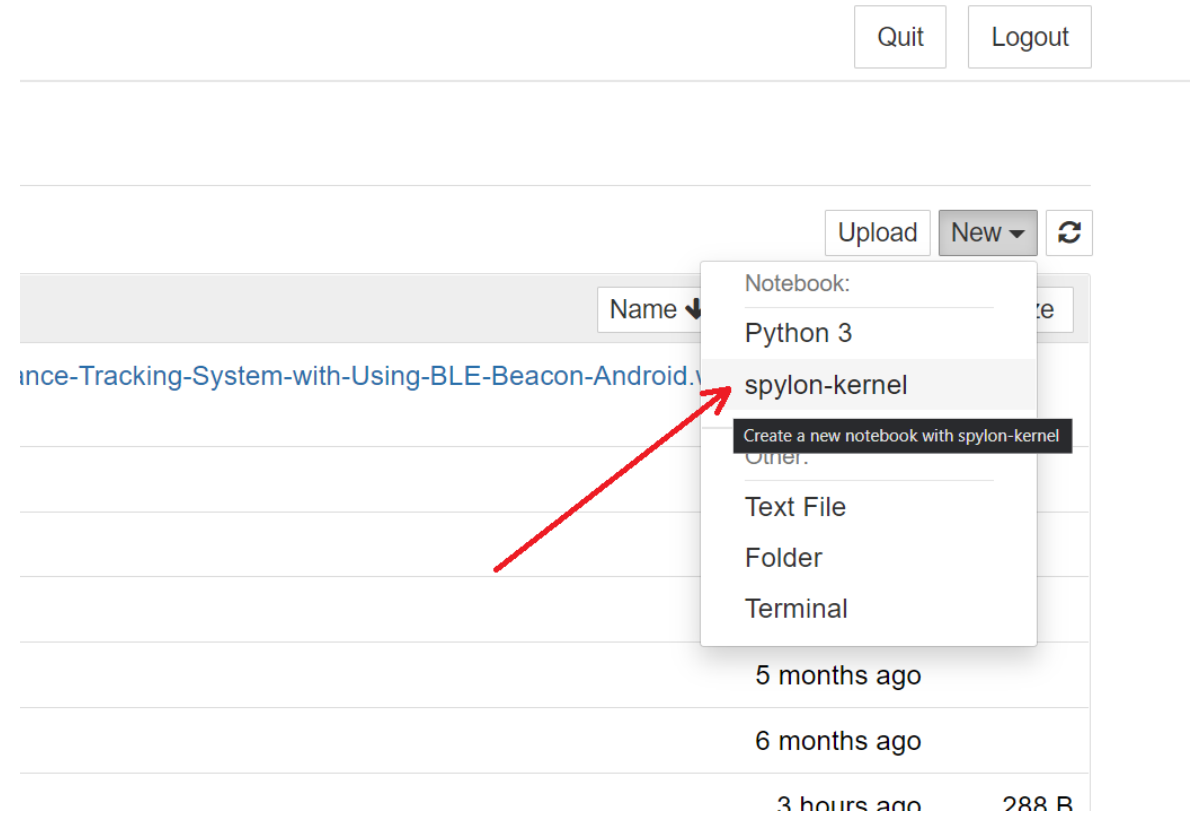 Quit Logout
Upload New
Notebook:
Name
Python 3
ance-Tracking-System-with-Using-BLE-Beacon-Android.
spylon-kernel
Create a new notebook with spylon-kernel
Other:
Text File
Folder
Terminal
5 months ago
6 months ago
3 hours ago 288 B